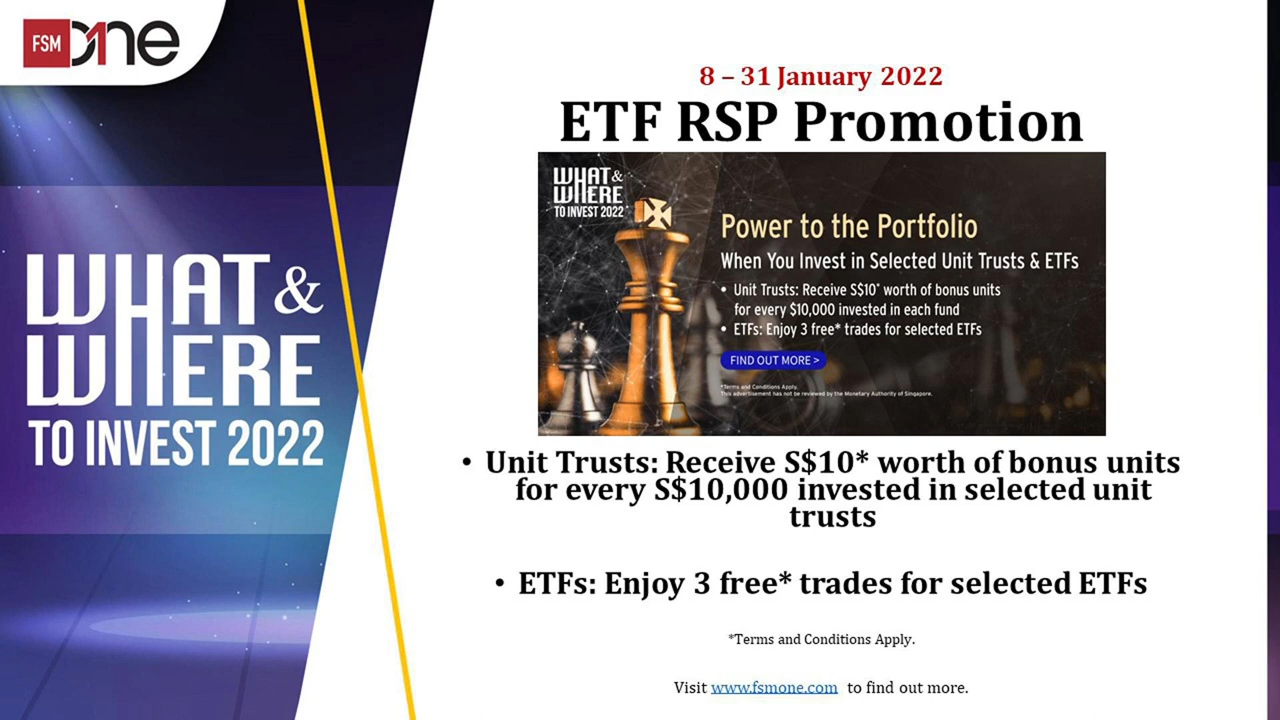 FSM One
WHAT &
WHERE
TO INVEST 2022
8 – 31 January 2022
ETF RSP Promotion
WHAT &
WHERE
TO INVEST 2022
Power to the Portfolio
When You Invest in Selected Unit Trusts & ETFs
• Unit Trusts: Receive S$10* worth of bonus units
for every $10,000 invested in each fund
• ETFs: Enjoy 3 free* trades for selected ETFs
FIND OUT MORE >
*Terms and Conditions Apply.
This advertisement has not be reviewed by the Monetary Authority of Singapore.
• Unit Trusts: Receive S$10* worth of bonus units
for every S$10,000 invested in selected unit
trusts
• ETFs: Enjoy 3 free* trades for selected ETFs
*Terms and Conditions Apply.
Visit www.fsmone.com to find out more.